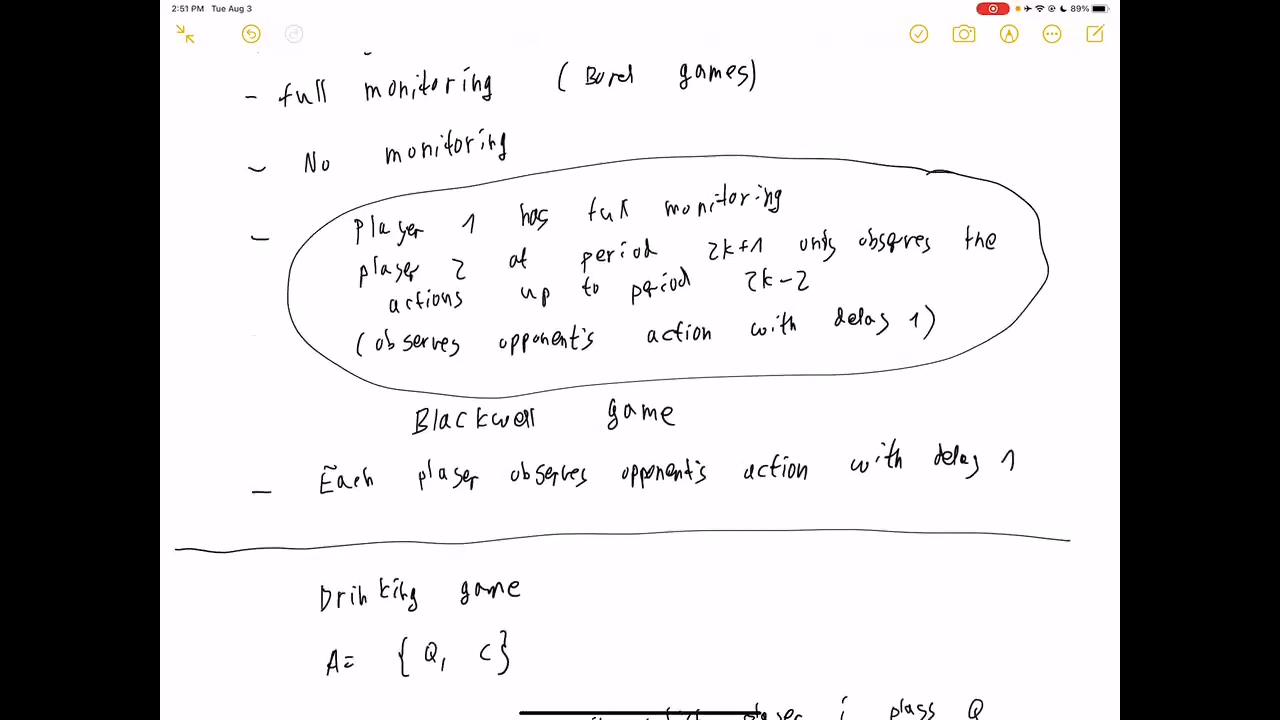 2:51 PM Tue Aug 3
89%
- full monitoring (Borel games)
- No monitoring
- player 1 has full monitoring
player 2 at period 2k+1 only observes the
actions up to period 2k-2
(observes opponent's action with delay 1)
Blackwell game
- Each player observes opponent's action with delay 1
Drinking game
A = {Q, C}
player i plays Q